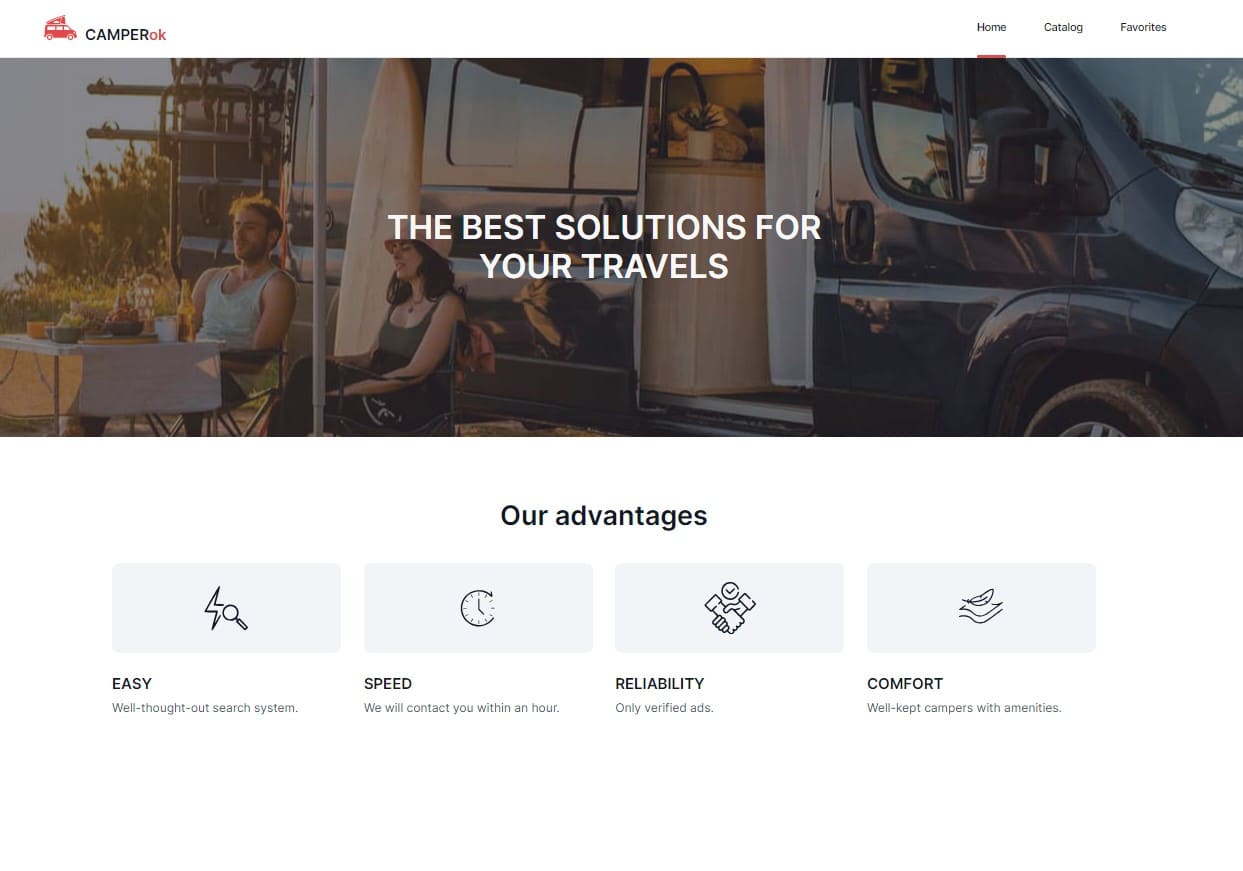 CAMPERok
Home
Catalog
Favorites
THE BEST SOLUTIONS FOR
YOUR TRAVELS
Our advantages
EASY
Well-thought-out search system.
SPEED
We will contact you within an hour.
RELIABILITY
Only verified ads.
COMFORT
Well-kept campers with amenities.